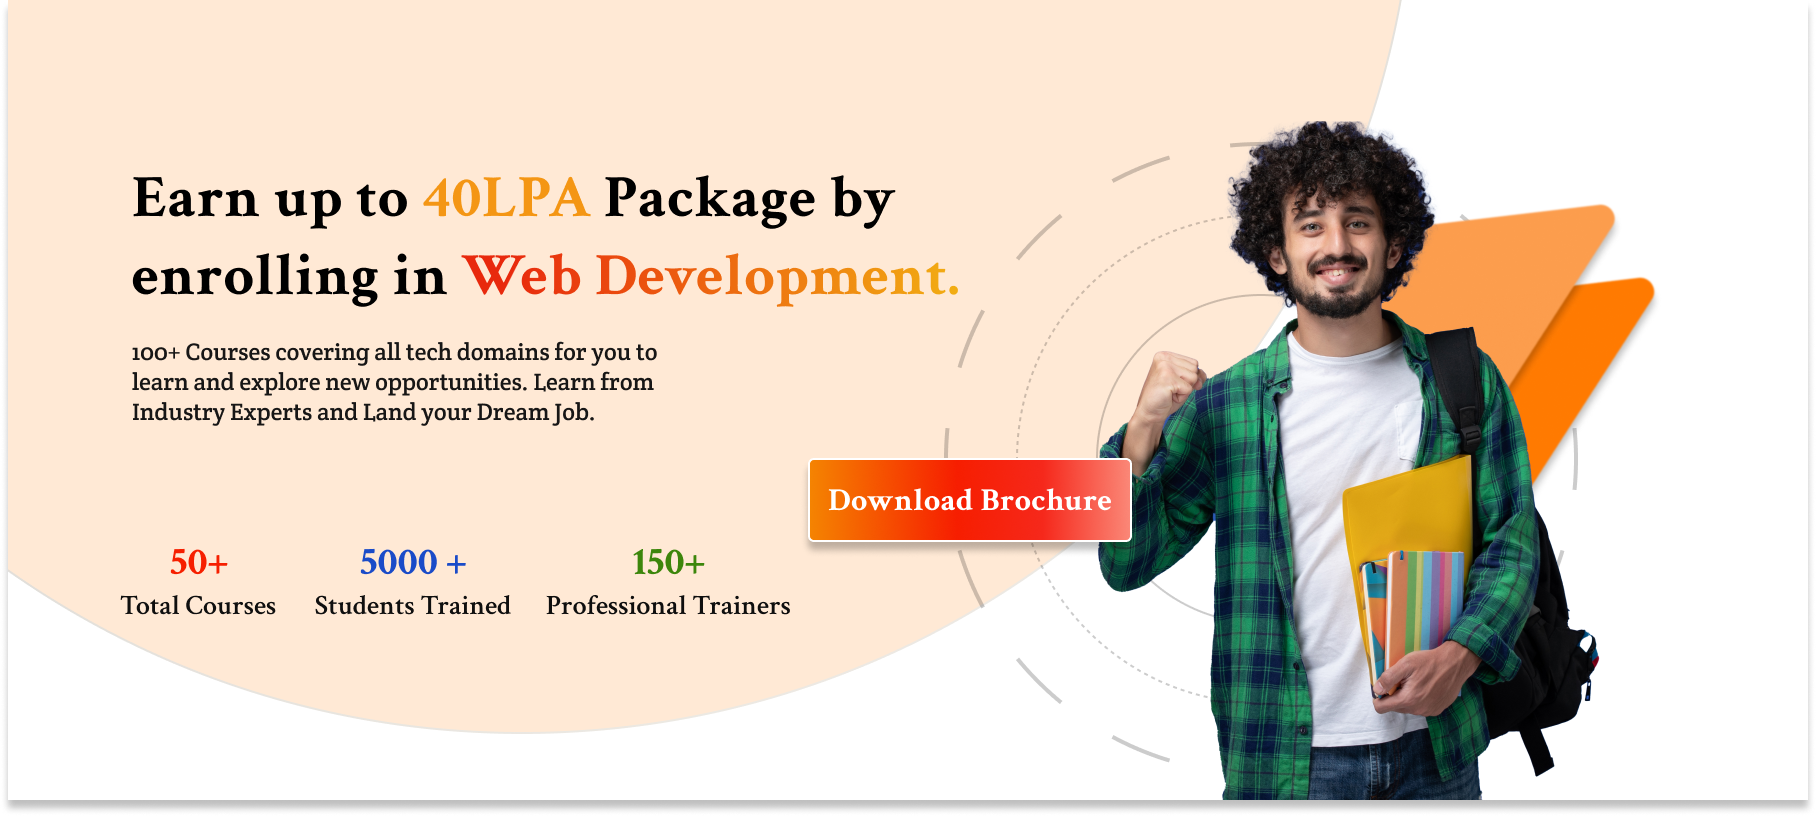 Earn up to 40LPA Package by
enrolling in Web Development.
100+ Courses covering all tech domains for you to
learn and explore new opportunities. Learn from
Industry Experts and Land your Dream Job.
Download Brochure
50+
Total Courses
5000 +
Students Trained
150+
Professional Trainers